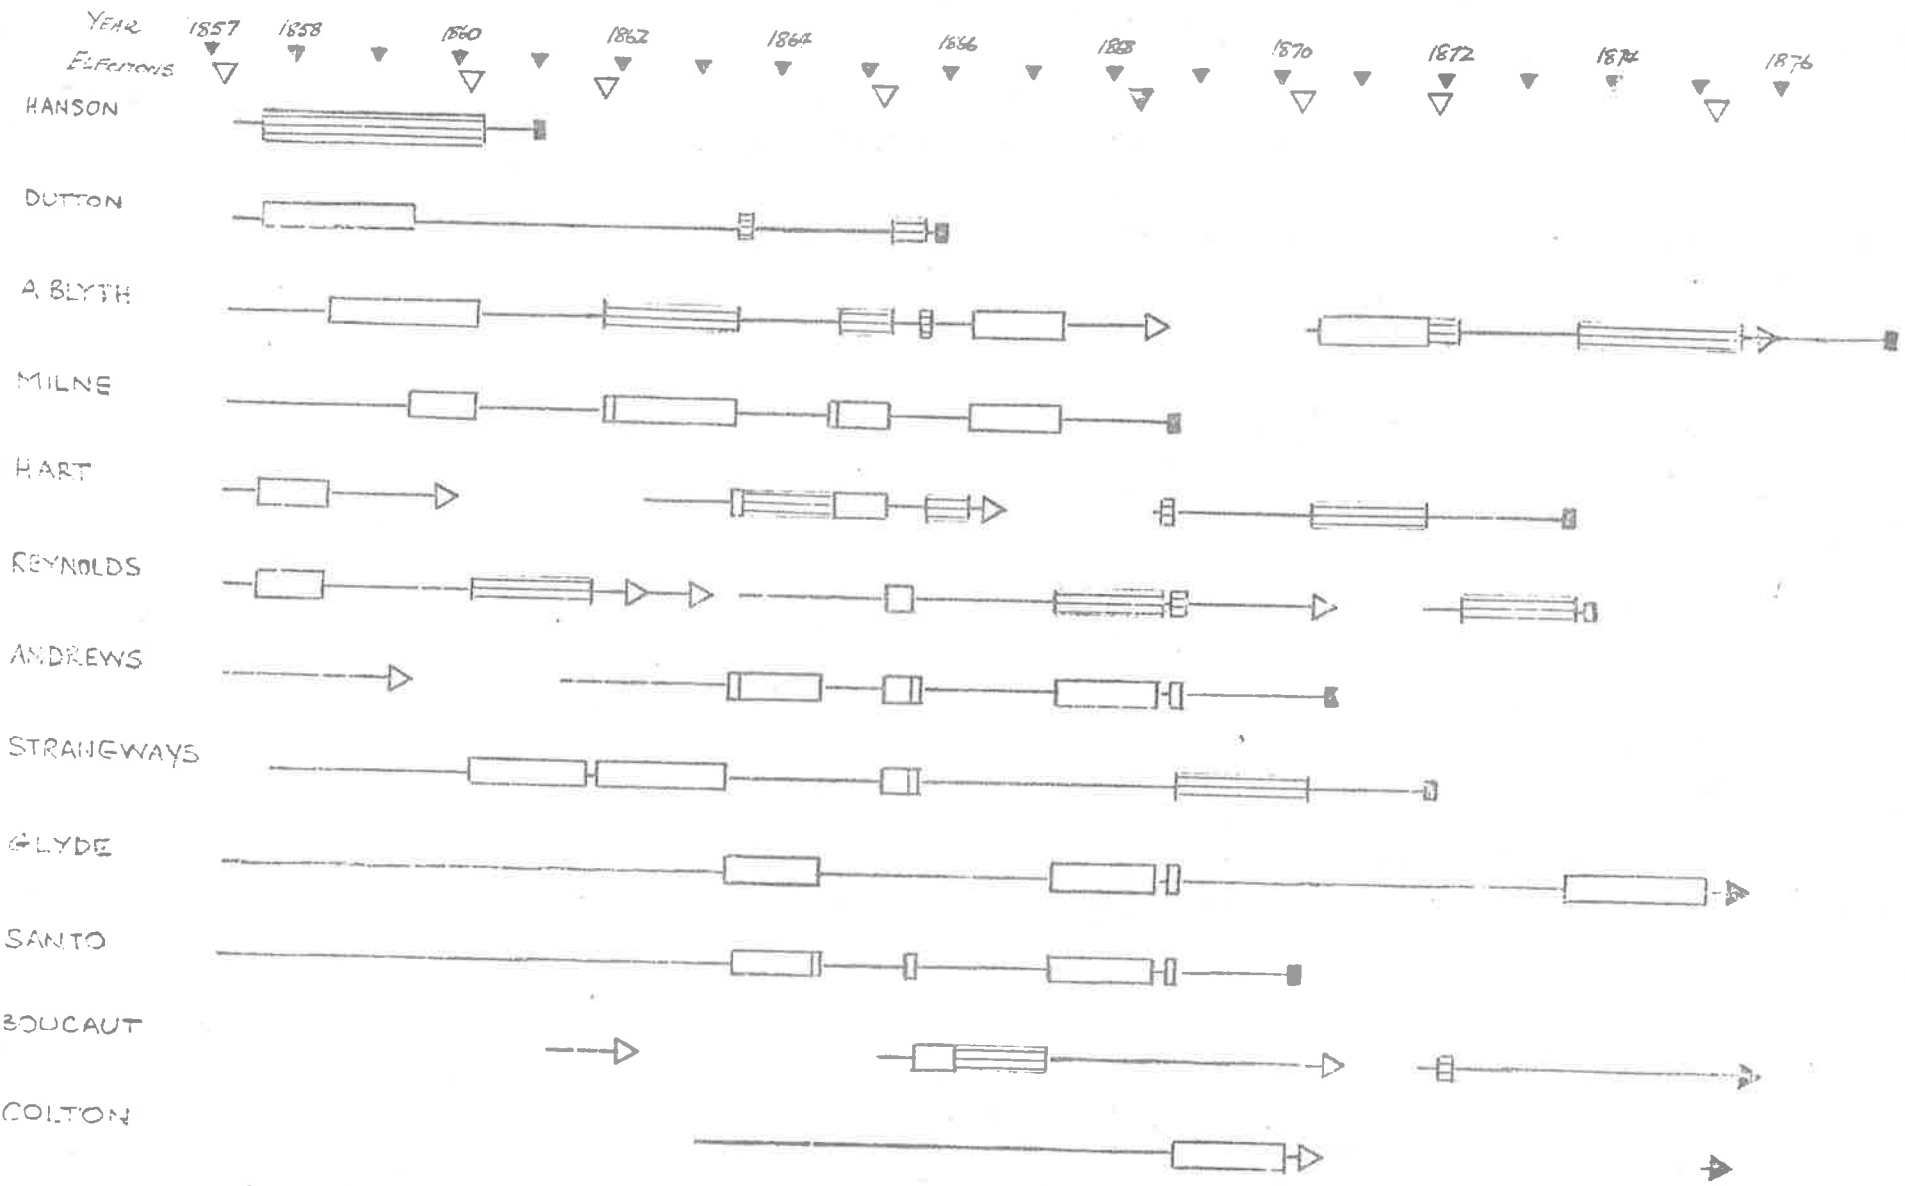 YEAR 1857 1858 1860 1862 1864 1866 1868 1870 1872 1874 1876
ELECTIONS
HANSON
DUTTON
A BLYTH
MILNE
HART
REYNOLDS
ANDREWS
STRANGWAYS
GLYDE
SANTO
BOUCAUT
COLTON